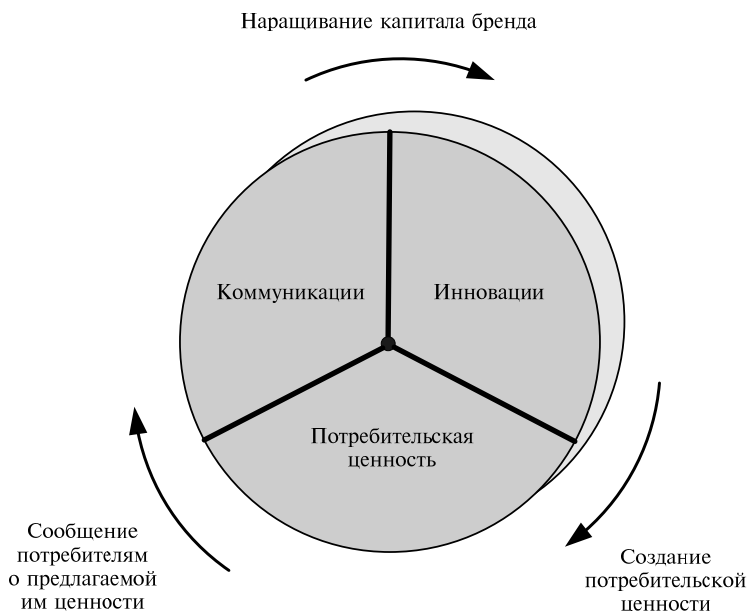 Наращивание капитала бренда
Коммуникации
Инновации
Потребительская
ценность
Сообщение
потребителям
о предлагаемой
им ценности
Создание
потребительской
ценности